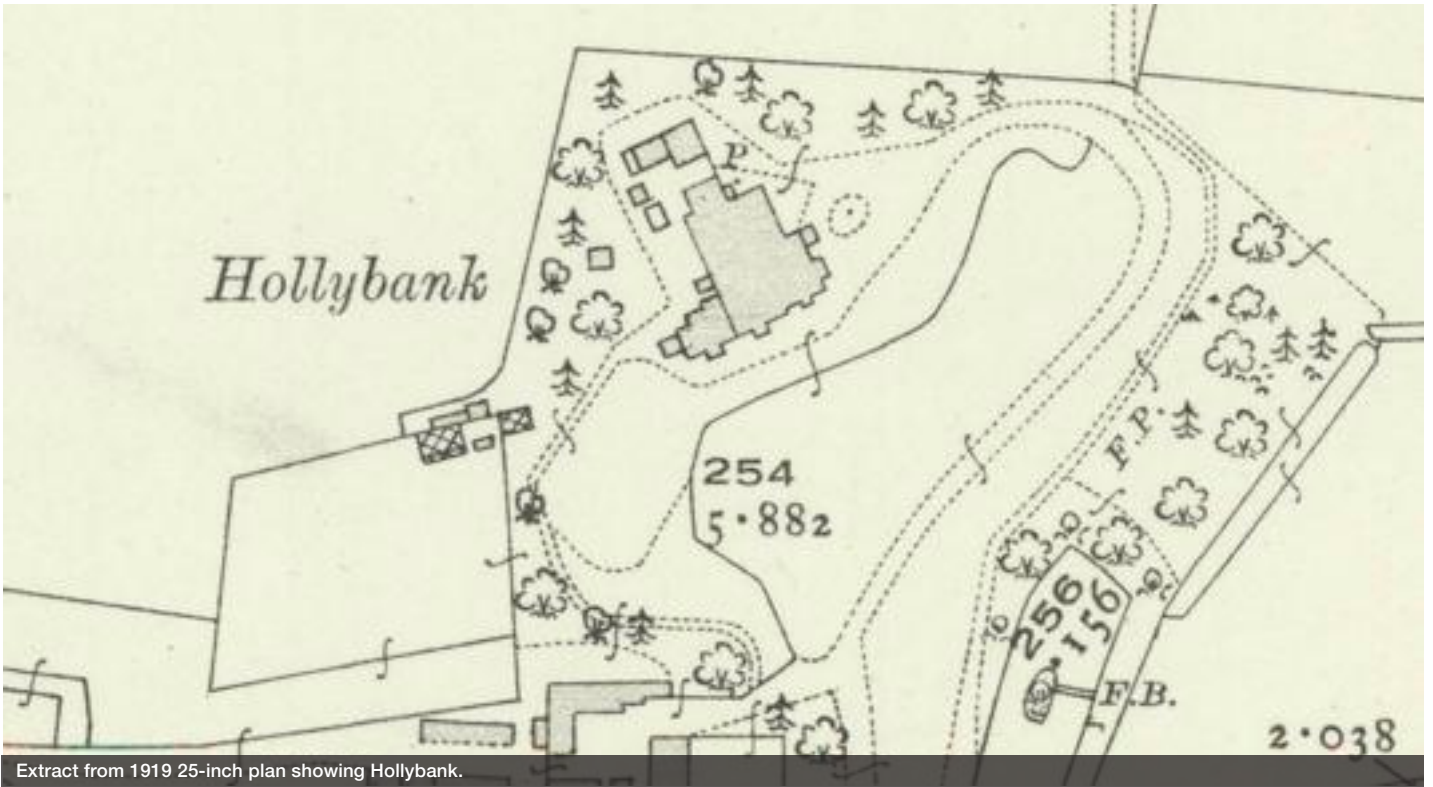 P.
Hollybank
F.P.
254
5·882
256
·156
F.B.
2·038
Extract from 1919 25-inch plan showing Hollybank.